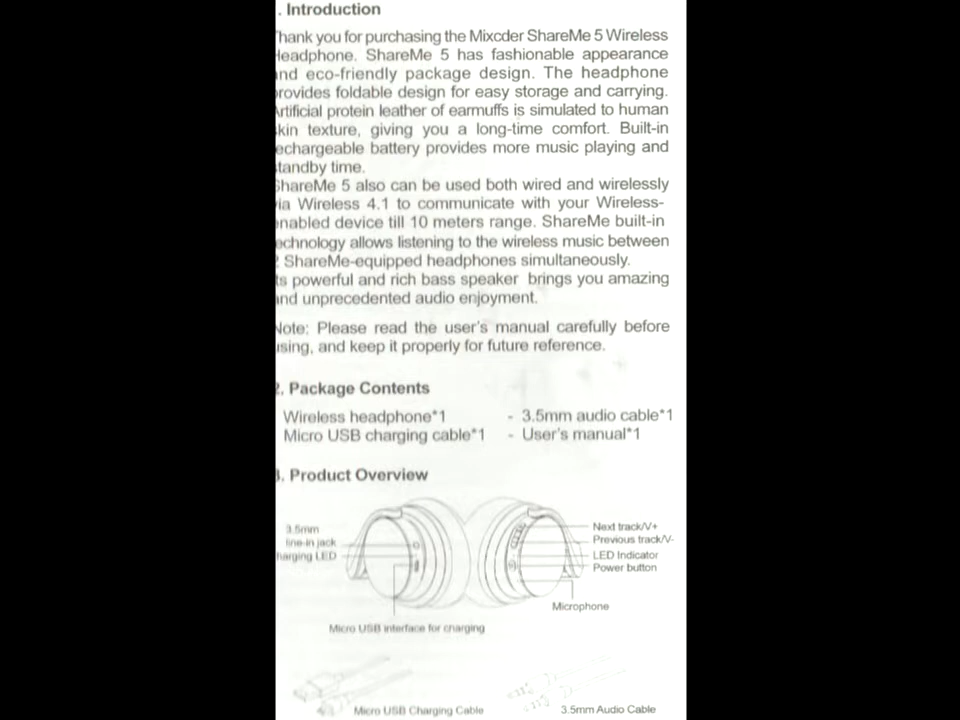 . Introduction
hank you for purchasing the Mixcder ShareMe 5 Wireless
eadphone. ShareMe 5 has fashionable appearance
nd eco-friendly package design. The headphone
rovides foldable design for easy storage and carrying.
rtificial protein leather of earmuffs is simulated to human
kin texture, giving you a long-time comfort. Built-in
echargeable battery provides more music playing and
tandby time.
ShareMe 5 also can be used both wired and wirelessly
via Wireless 4.1 to communicate with your Wireless-
enabled device till 10 meters range. ShareMe built-in
echnology allows listening to the wireless music between
2 ShareMe-equipped headphones simultaneously.
ts powerful and rich bass speaker brings you amazing
and unprecedented audio enjoyment.
Note: Please read the user's manual carefully before
using, and keep it properly for future reference.
2. Package Contents
Wireless headphone*1 - 3.5mm audio cable*1
Micro USB charging cable*1 - User's manual*1
3. Product Overview
3.5mm
line-in jack
harging LED
Next track/V+
Previous track/V-
LED Indicator
Power button
Microphone
Micro USB interface for charging
Micro USB Charging Cable
3.5mm Audio Cable